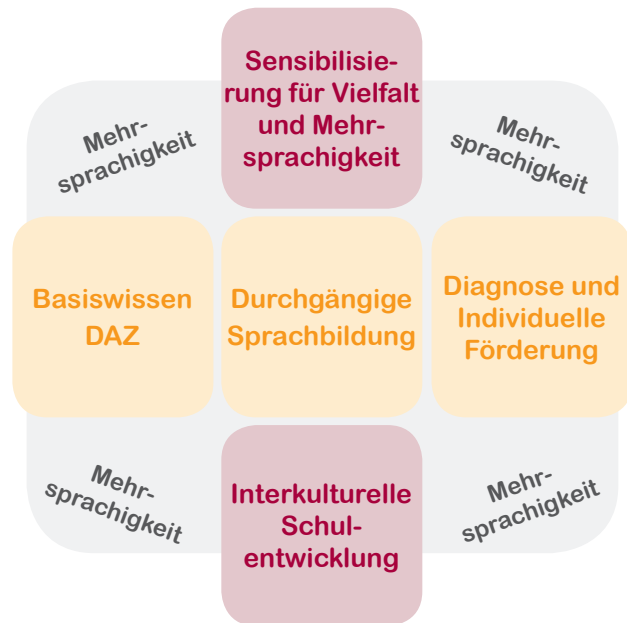 Sensibilisie-
rung für Vielfalt
und Mehr-
sprachigkeit
Mehr-
sprachigkeit
Mehr-
sprachigkeit
Basiswissen
DAZ
Durchgängige
Sprachbildung
Diagnose und
Individuelle
Förderung
Mehr-
sprachigkeit
Interkulturelle
Schul-
entwicklung
Mehr-
sprachigkeit